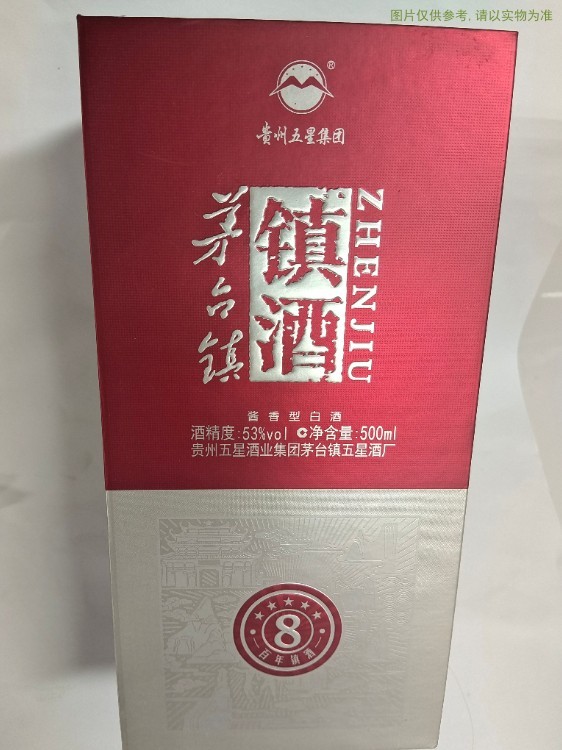 图片仅供参考, 请以实物为准
®
贵州五星集团
茅台镇
镇酒
ZHENJIU
酱香型白酒
酒精度:53%vol C净含量:500ml
贵州五星酒业集团茅台镇五星酒厂
8
百年镇酒